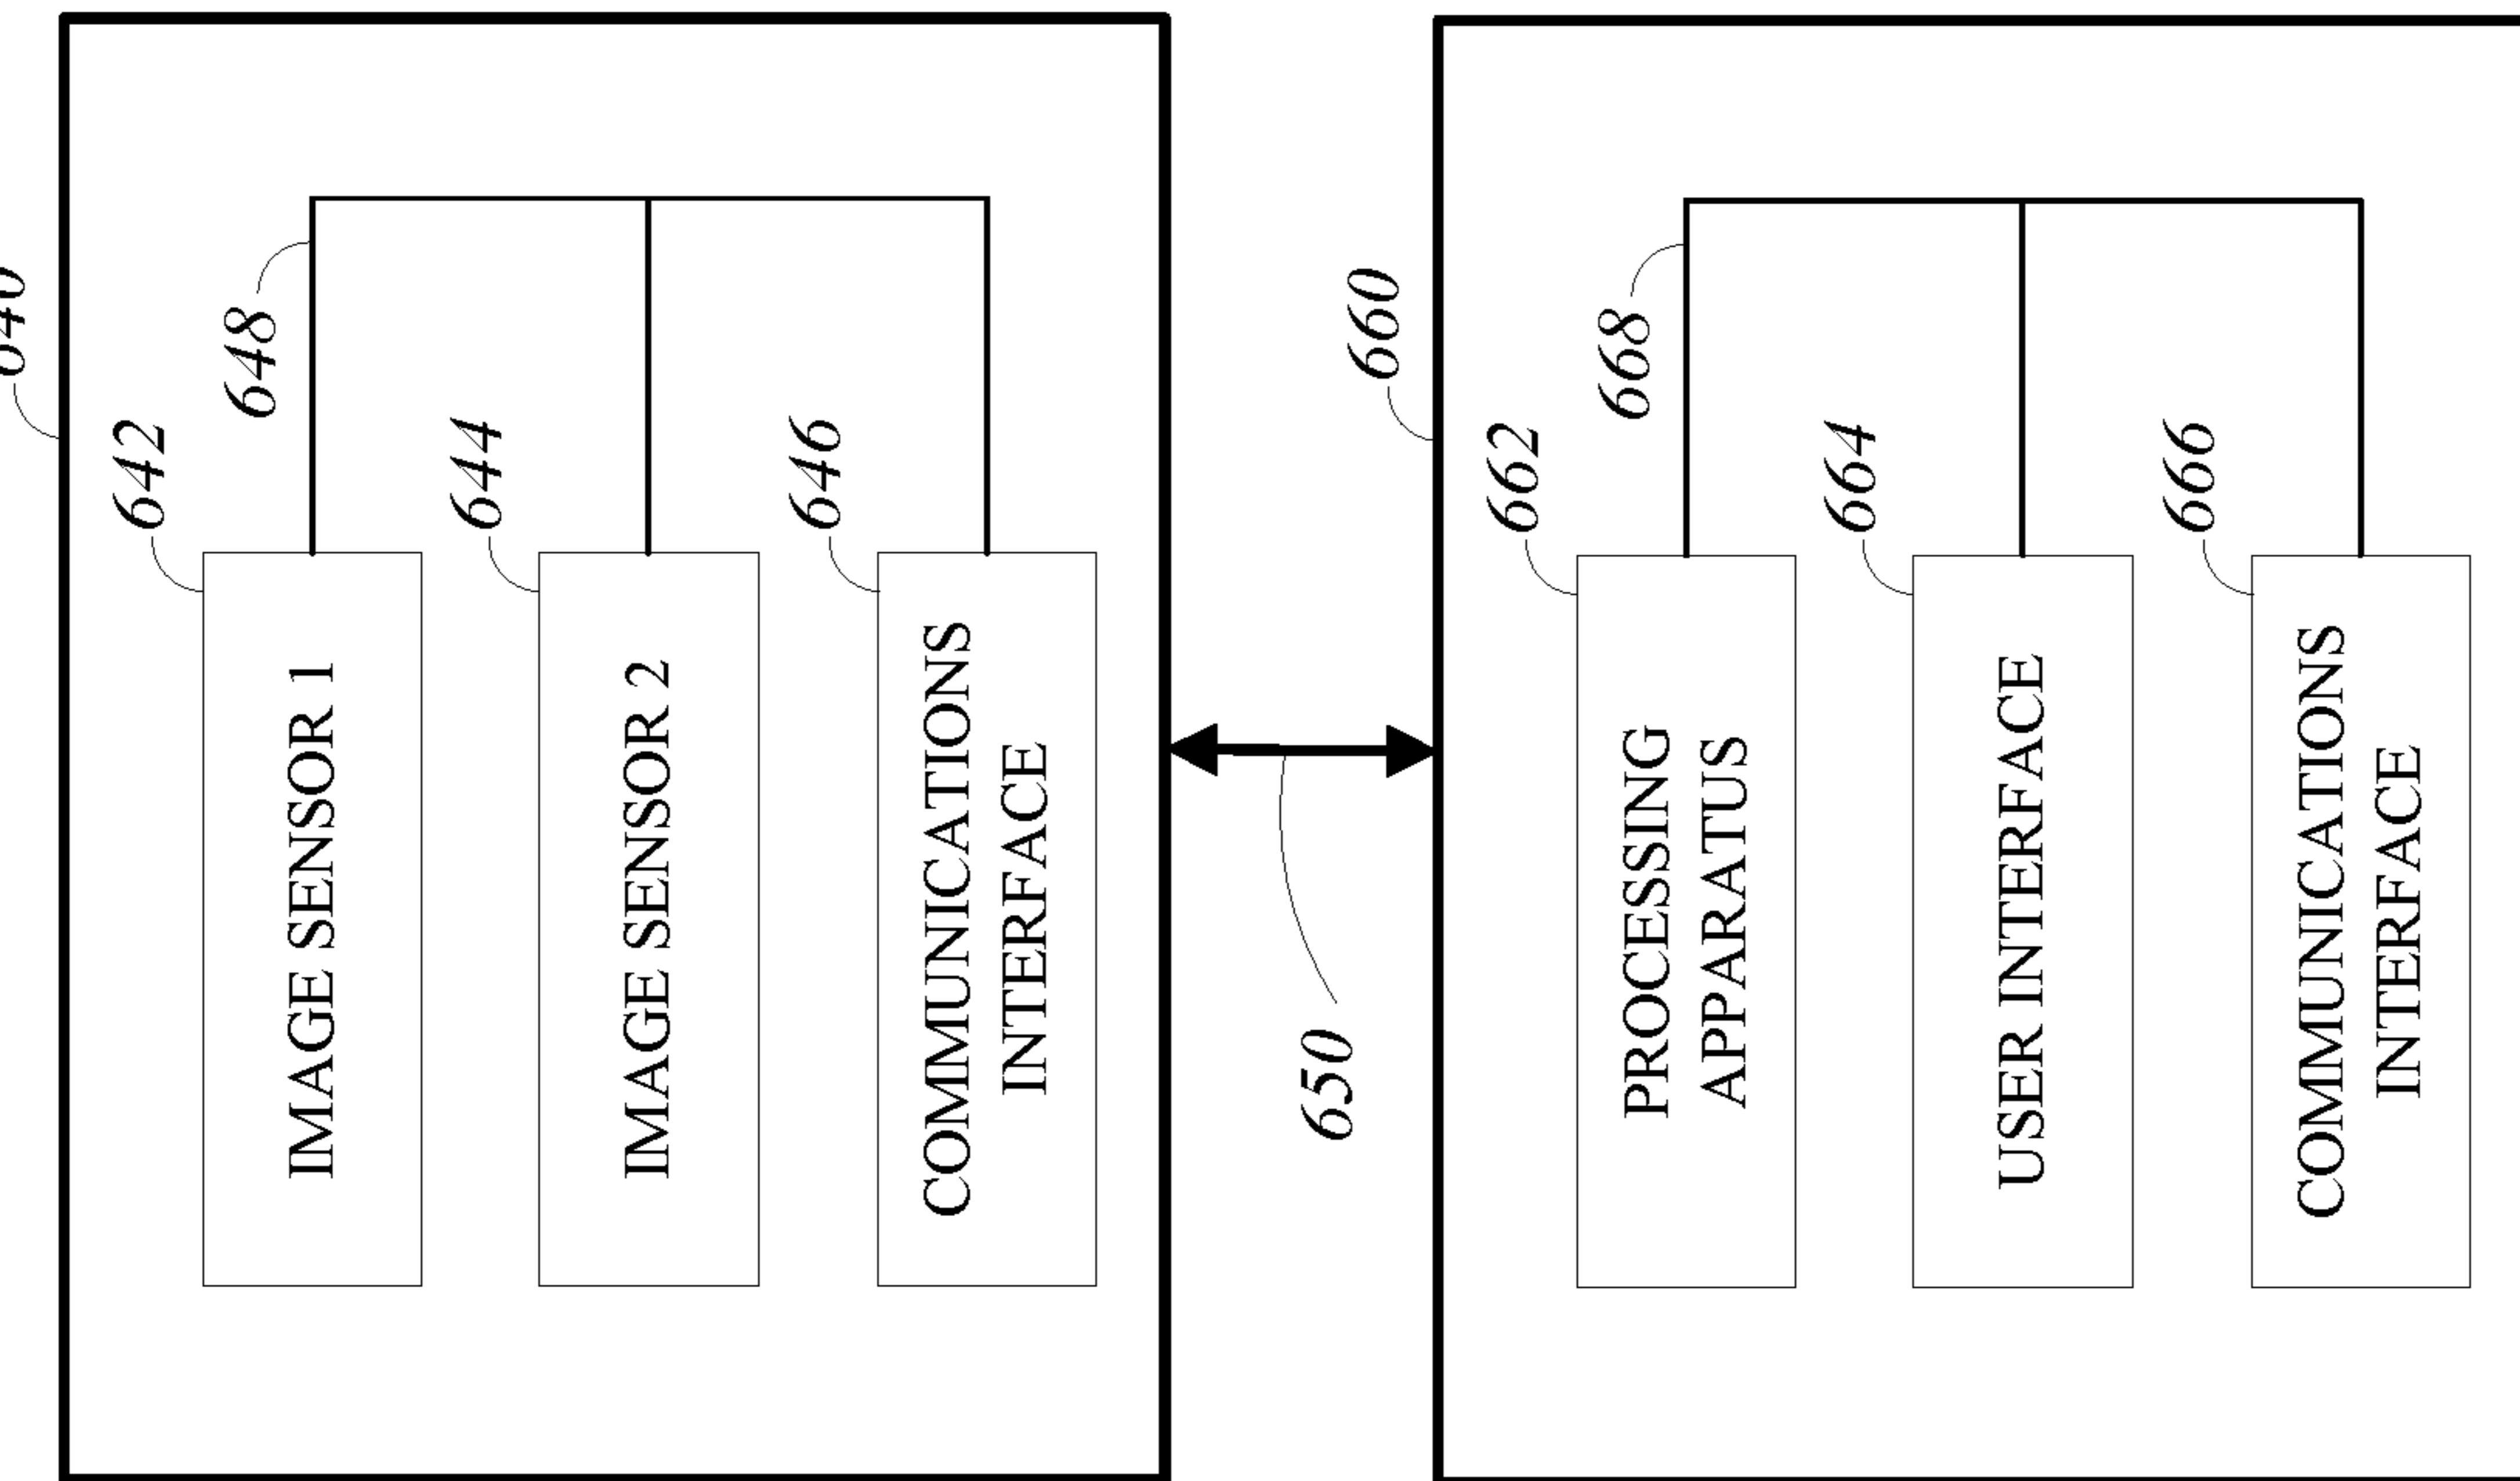 642
648
IMAGE SENSOR 1
644
IMAGE SENSOR 2
646
COMMUNICATIONS
INTERFACE
650
660
662
668
PROCESSING
APPARATUS
664
USER INTERFACE
666
COMMUNICATIONS
INTERFACE